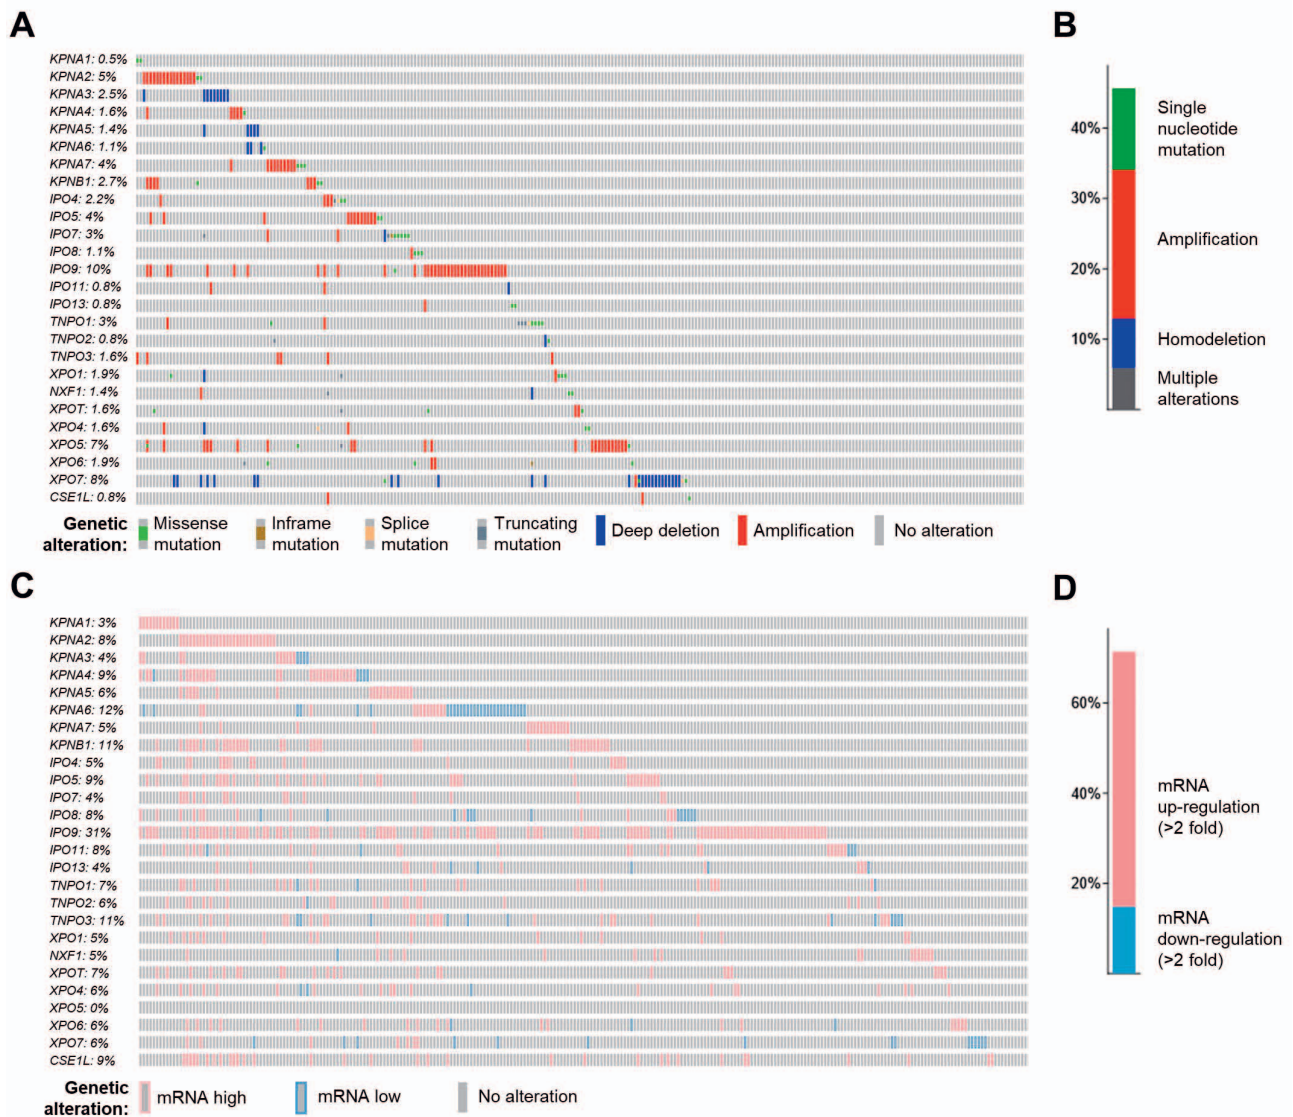 A
KPNA1: 0.5%
KPNA2: 5%
KPNA3: 2.5%
KPNA4: 1.6%
KPNA5: 1.4%
KPNA6: 1.1%
KPNA7: 4%
KPNB1: 2.7%
IPO4: 2.2%
IPO5: 4%
IPO7: 3%
IPO8: 1.1%
IPO9: 10%
IPO11: 0.8%
IPO13: 0.8%
TNPO1: 3%
TNPO2: 0.8%
TNPO3: 1.6%
XPO1: 1.9%
NXF1: 1.4%
XPOT: 1.6%
XPO4: 1.6%
XPO5: 7%
XPO6: 1.9%
XPO7: 8%
CSE1L: 0.8%
Genetic
alteration:
Missense
mutation
Inframe
mutation
Splice
mutation
Truncating
mutation
Deep deletion
Amplification
No alteration
B
40%
30%
20%
10%
Single
nucleotide
mutation
Amplification
Homodeletion
Multiple
alterations
C
KPNA1: 3%
KPNA2: 8%
KPNA3: 4%
KPNA4: 9%
KPNA5: 6%
KPNA6: 12%
KPNA7: 5%
KPNB1: 11%
IPO4: 5%
IPO5: 9%
IPO7: 4%
IPO8: 8%
IPO9: 31%
IPO11: 8%
IPO13: 4%
TNPO1: 7%
TNPO2: 6%
TNPO3: 11%
XPO1: 5%
NXF1: 5%
XPOT: 7%
XPO4: 6%
XPO5: 0%
XPO6: 6%
XPO7: 6%
CSE1L: 9%
Genetic
alteration:
mRNA high
mRNA low
No alteration
D
60%
40%
20%
mRNA
up-regulation
(>2 fold)
mRNA
down-regulation
(>2 fold)